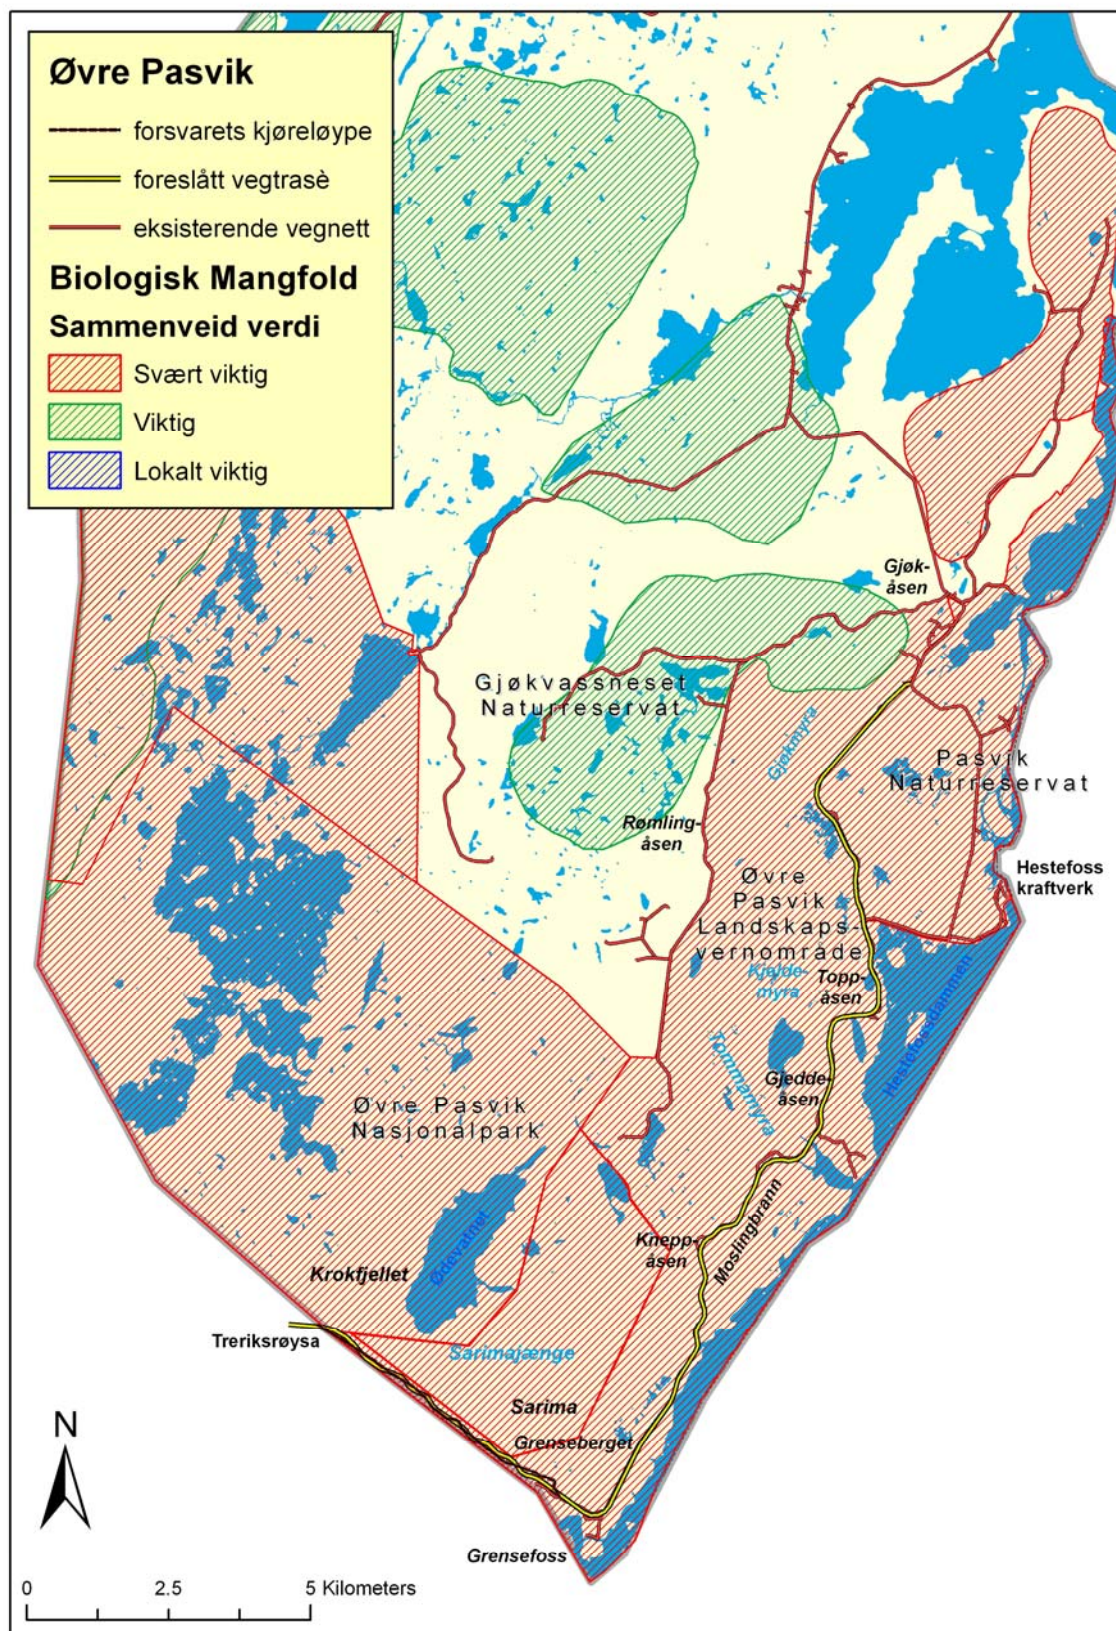 Øvre Pasvik
forsvarets kjøreløype
foreslått vegtrasè
eksisterende vegnett
Biologisk Mangfold
Sammenveid verdi
Svært viktig
Viktig
Lokalt viktig
Gjøk-
åsen
Gjøkvassneset
Naturreservat
Gjøkmyra
Pasvik
Naturreservat
Rømling-
åsen
Hestefoss
kraftverk
Øvre
Pasvik
Landskaps-
vernområde
Kjelde-
myra
Topp-
åsen
Hestefossdammen
Tommamyra
Gjedde-
åsen
Øvre Pasvik
Nasjonalpark
Moslingbrann
Knepp-
åsen
Ødevatnet
Krokfjellet
Treriksrøysa
Sarimajænge
Sarima
Grenseberget
N
Grensefoss
0 2.5 5 Kilometers